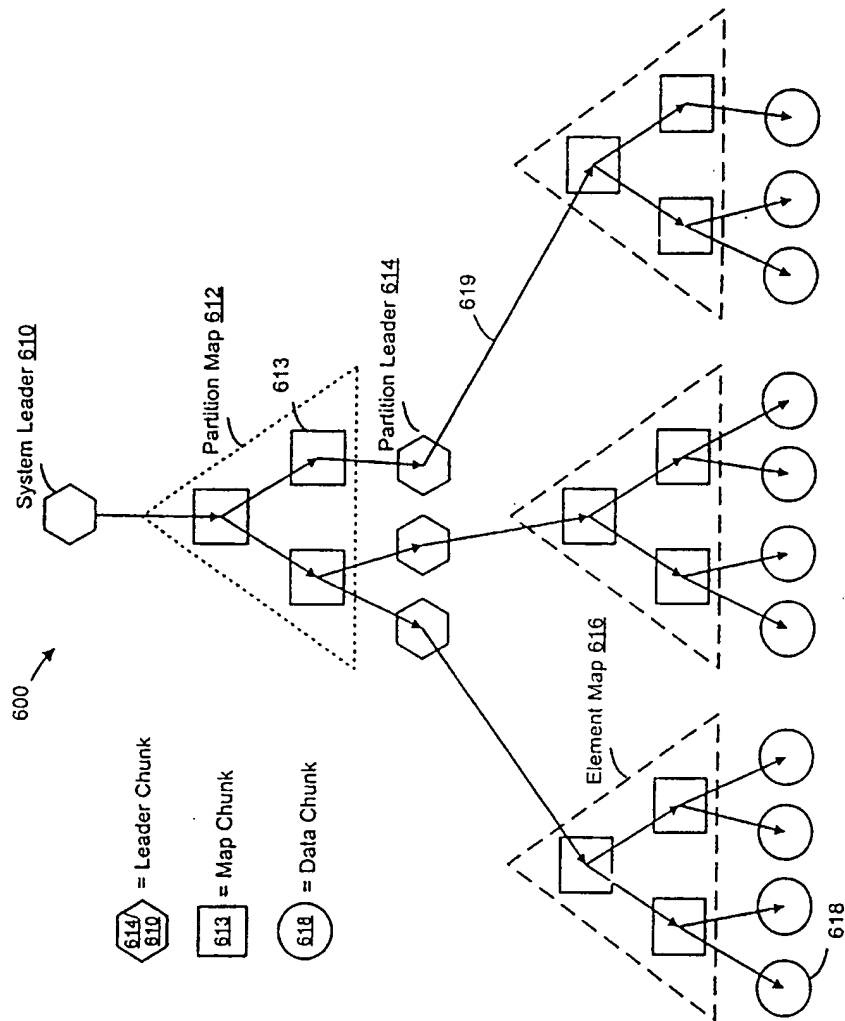 600
614
610
= Leader Chunk
613
= Map Chunk
618
= Data Chunk
System Leader 610
Partition Map 612
613
Partition Leader 614
619
Element Map 616
618